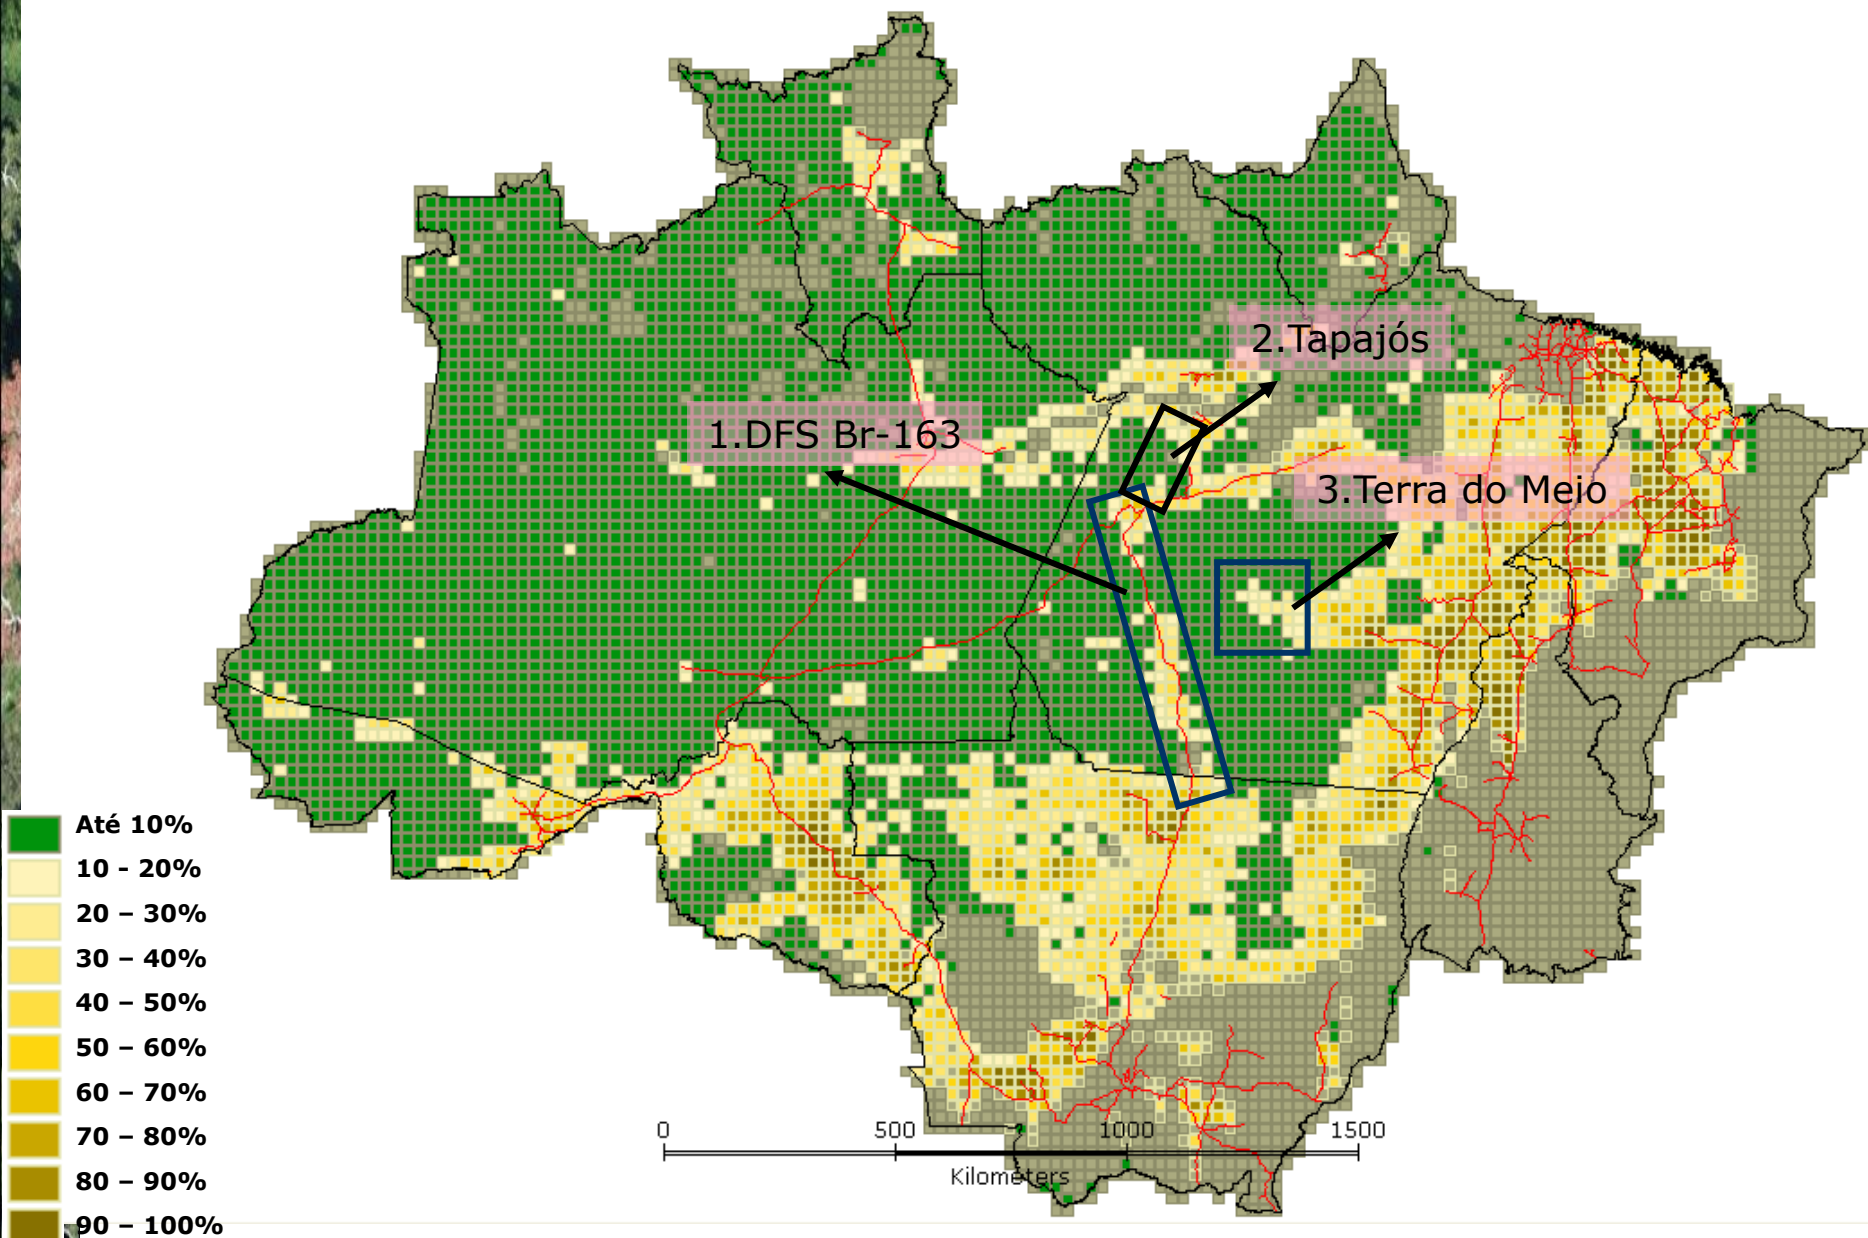 2.Tapajós
1.DFS Br-163
3.Terra do Meio
Até 10%
10 - 20%
20 – 30%
30 – 40%
40 – 50%
50 – 60%
60 – 70%
70 – 80%
80 – 90%
90 – 100%
0 500 1000 1500
Kilometers